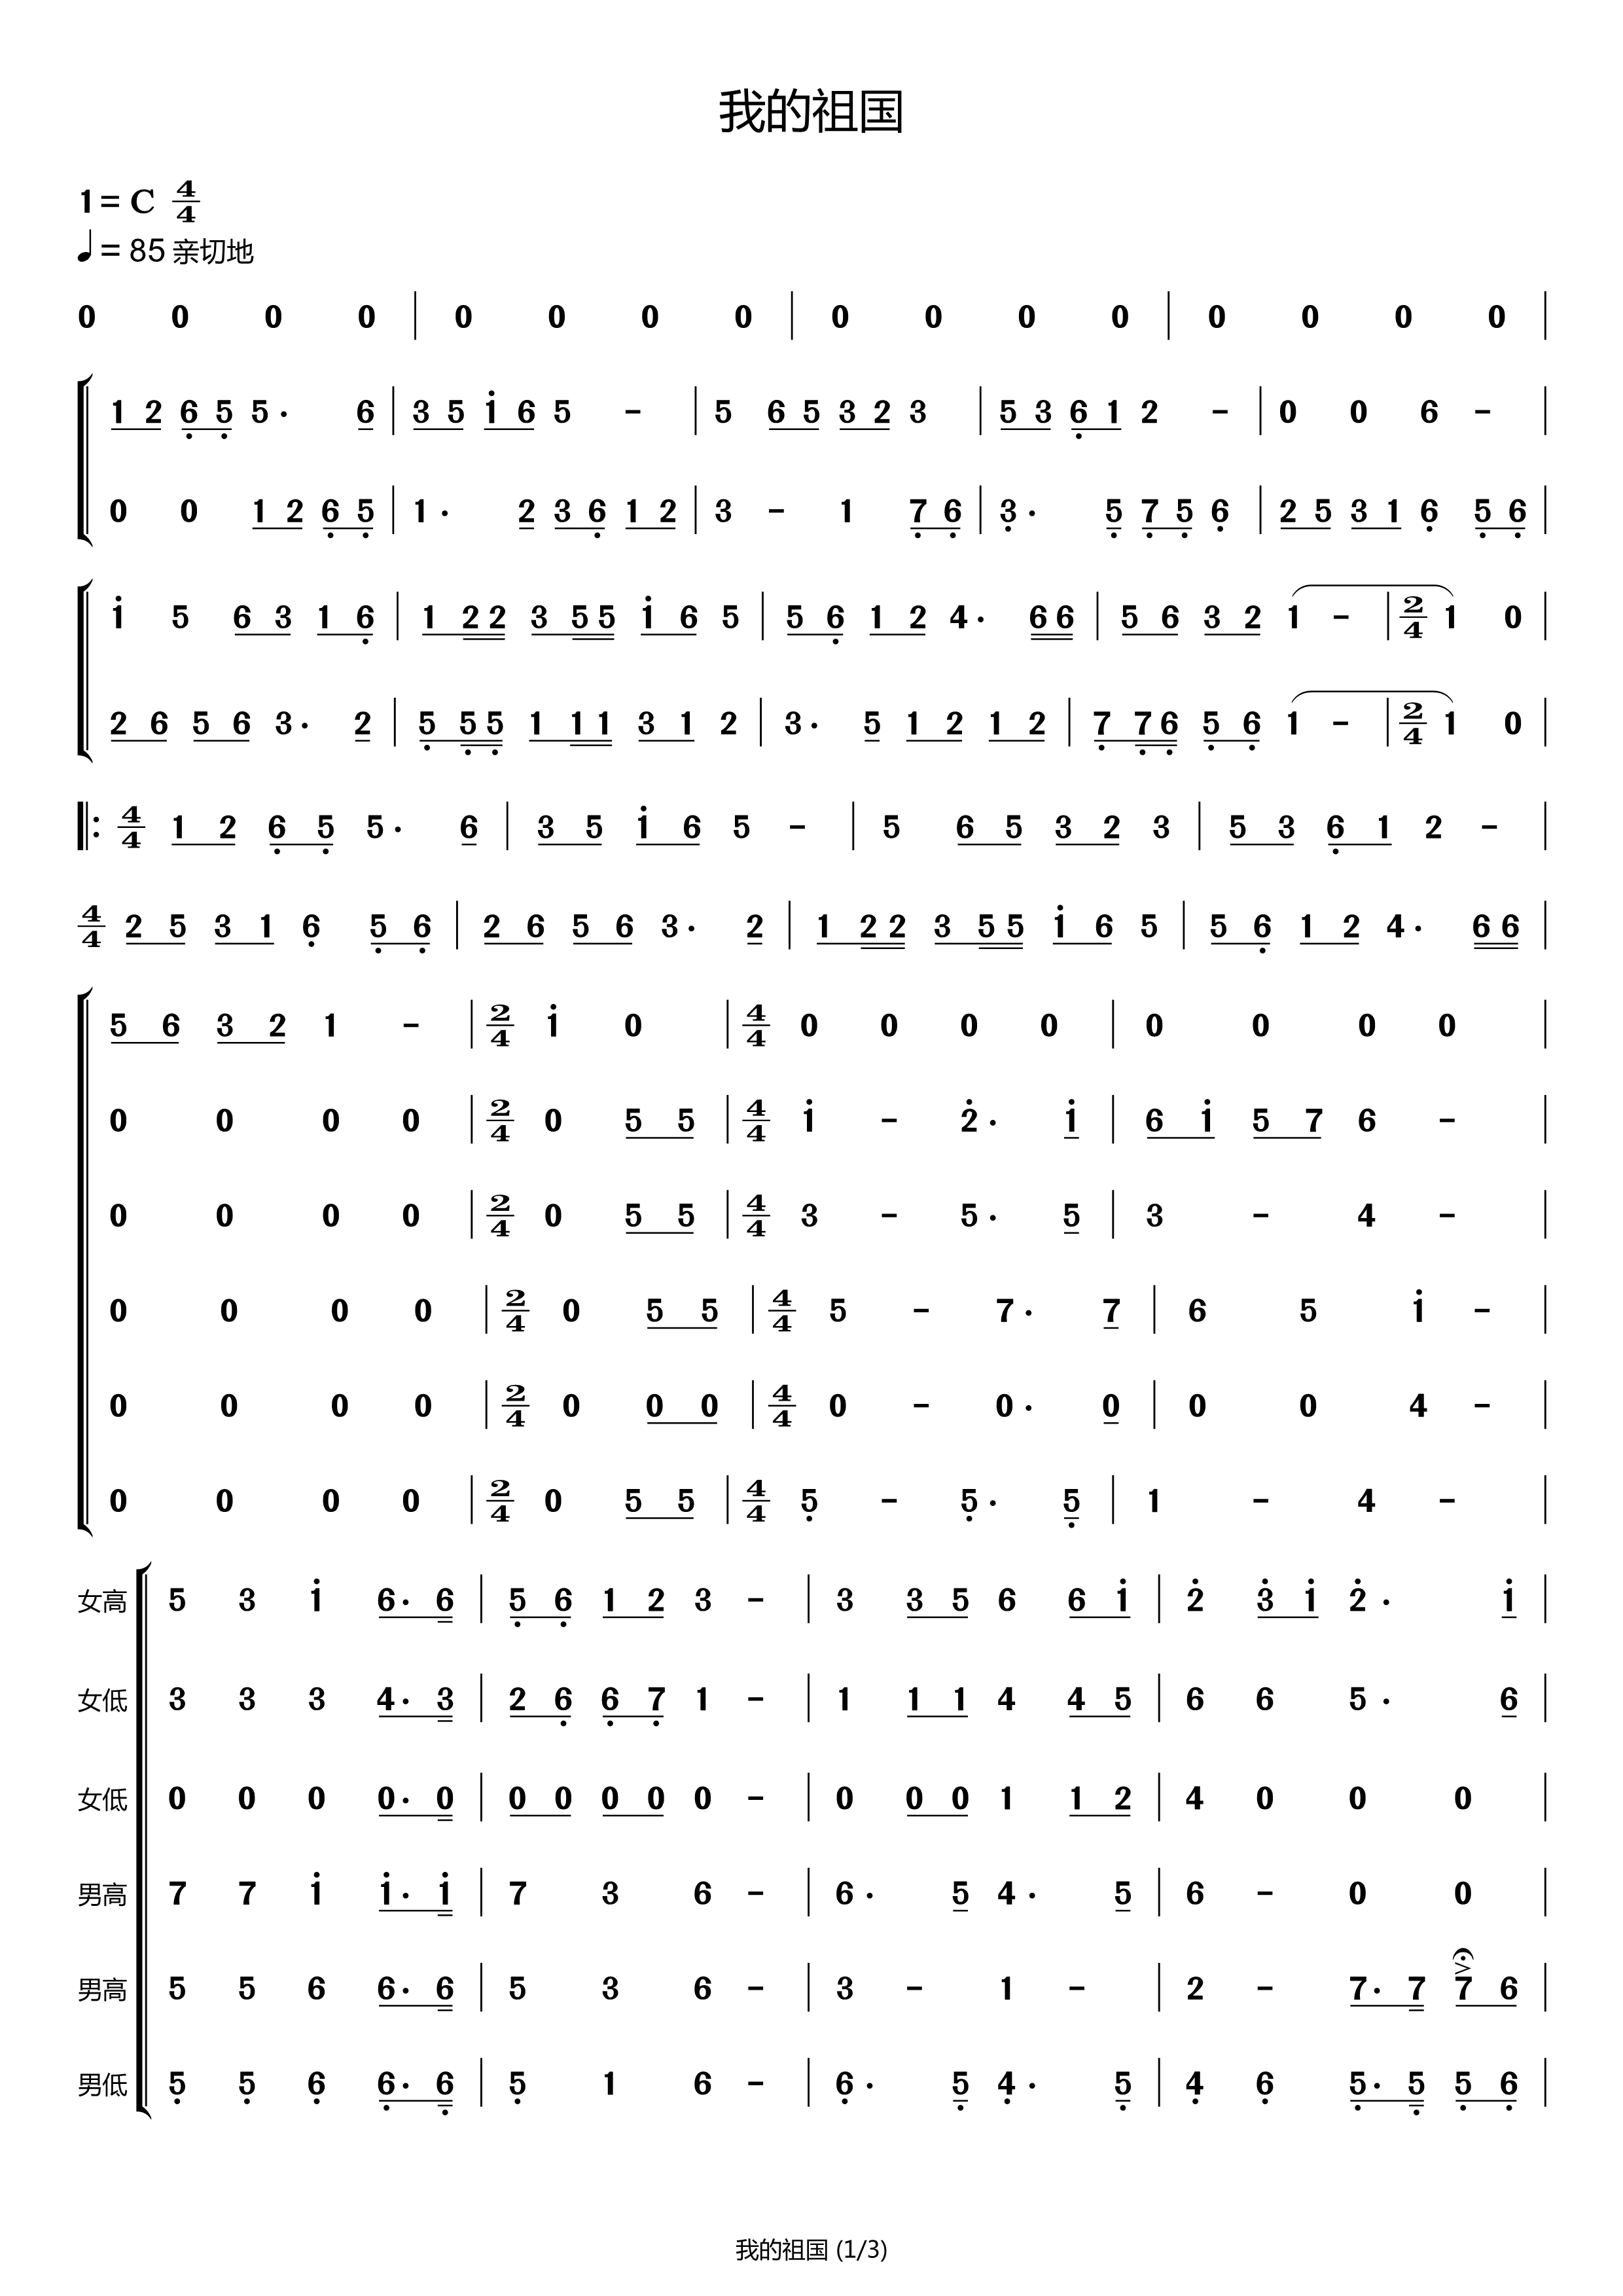 我的祖国
1= C 4/4
♩= 85 亲切地
0 0 0 0 | 0 0 0 0 | 0 0 0 0 | 0 0 0 0 |
1 2 6̣ 5̣ 5· 6 | 3 5 1̇ 6 5 - | 5 6 5 3 2 3 | 5 3 6̣ 1 2 - | 0 0 6 - |
0 0 1 2 6̣ 5̣ | 1· 2 3 6̣ 1 2 | 3 - 1 7̣ 6̣ | 3̣· 5̣ 7̣ 5̣ 6̣ | 2 5 3 1 6̣ 5̣ 6̣ |
1̇ 5 6 3 1 6̣ | 1 2 2 3 5 5 1̇ 6 5 | 5 6̣ 1 2 4· 6 6 | 5 6 3 2 1 - | 2/4 1 0 |
2 6 5 6 3· 2 | 5̣ 5̣ 5̣ 1 1 1 3 1 2 | 3· 5 1 2 1 2 | 7̣ 7̣ 6̣ 5̣ 6̣ 1 - | 2/4 1 0 |
‖: 4/4 1 2 6̣ 5̣ 5· 6 | 3 5 1̇ 6 5 - | 5 6 5 3 2 3 | 5 3 6̣ 1 2 - |
4/4 2 5 3 1 6̣ 5̣ 6̣ | 2 6 5 6 3· 2 | 1 2 2 3 5 5 1̇ 6 5 | 5 6̣ 1 2 4· 6 6 |
5 6 3 2 1 - | 2/4 1̇ 0 | 4/4 0 0 0 0 | 0 0 0 0 |
0 0 0 0 | 2/4 0 5 5 | 4/4 1̇ - 2̇· 1̇ | 6 1̇ 5 7 6 - |
0 0 0 0 | 2/4 0 5 5 | 4/4 3 - 5· 5 | 3 - 4 - |
0 0 0 0 | 2/4 0 5 5 | 4/4 5 - 7· 7 | 6 5 1̇ - |
0 0 0 0 | 2/4 0 0 0 | 4/4 0 - 0· 0 | 0 0 4 - |
0 0 0 0 | 2/4 0 5 5 | 4/4 5̣ - 5̣· 5̣ | 1 - 4 - |
女高 5 3 1̇ 6· 6 | 5̣ 6̣ 1 2 3 - | 3 3 5 6 6 1̇ | 2̇ 3̇ 1̇ 2̇· 1̇ |
女低 3 3 3 4· 3 | 2 6̣ 6̣ 7̣ 1 - | 1 1 1 4 4 5 | 6 6 5· 6 |
女低 0 0 0 0· 0 | 0 0 0 0 0 - | 0 0 0 1 1 2 | 4 0 0 0 |
男高 7 7 1̇ 1̇· 1̇ | 7 3 6 - | 6· 5 4· 5 | 6 - 0 0 |
男高 5 5 6 6· 6 | 5 3 6 - | 3 - 1 - | 2 - 7· 7 7 6 |
男低 5̣ 5̣ 6̣ 6̣· 6̣ | 5̣ 1 6 - | 6̣· 5̣ 4̣· 5̣ | 4̣ 6̣ 5̣· 5̣ 5̣ 6̣ |
我的祖国 (1/3)